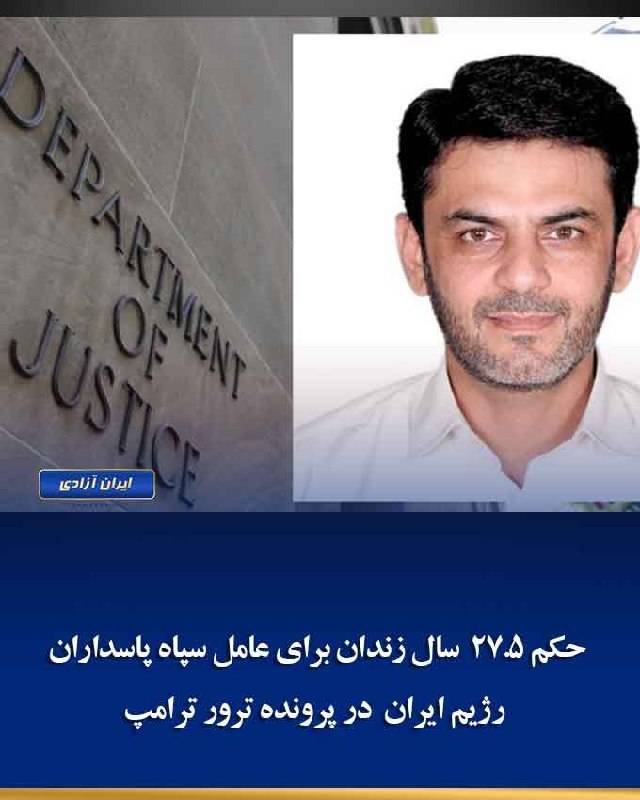 DEPARTMENT
OF
JUSTICE
ایران آزادی
حکم ۲۷.۵ سال زندان برای عامل سپاه پاسداران
رژیم ایران در پرونده ترور ترامپ